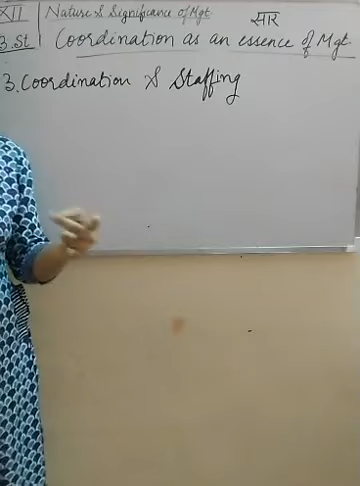 XII Nature & Significance of Mgt सार
B.St Coordination as an essence of Mgt.
3. Coordination & Staffing